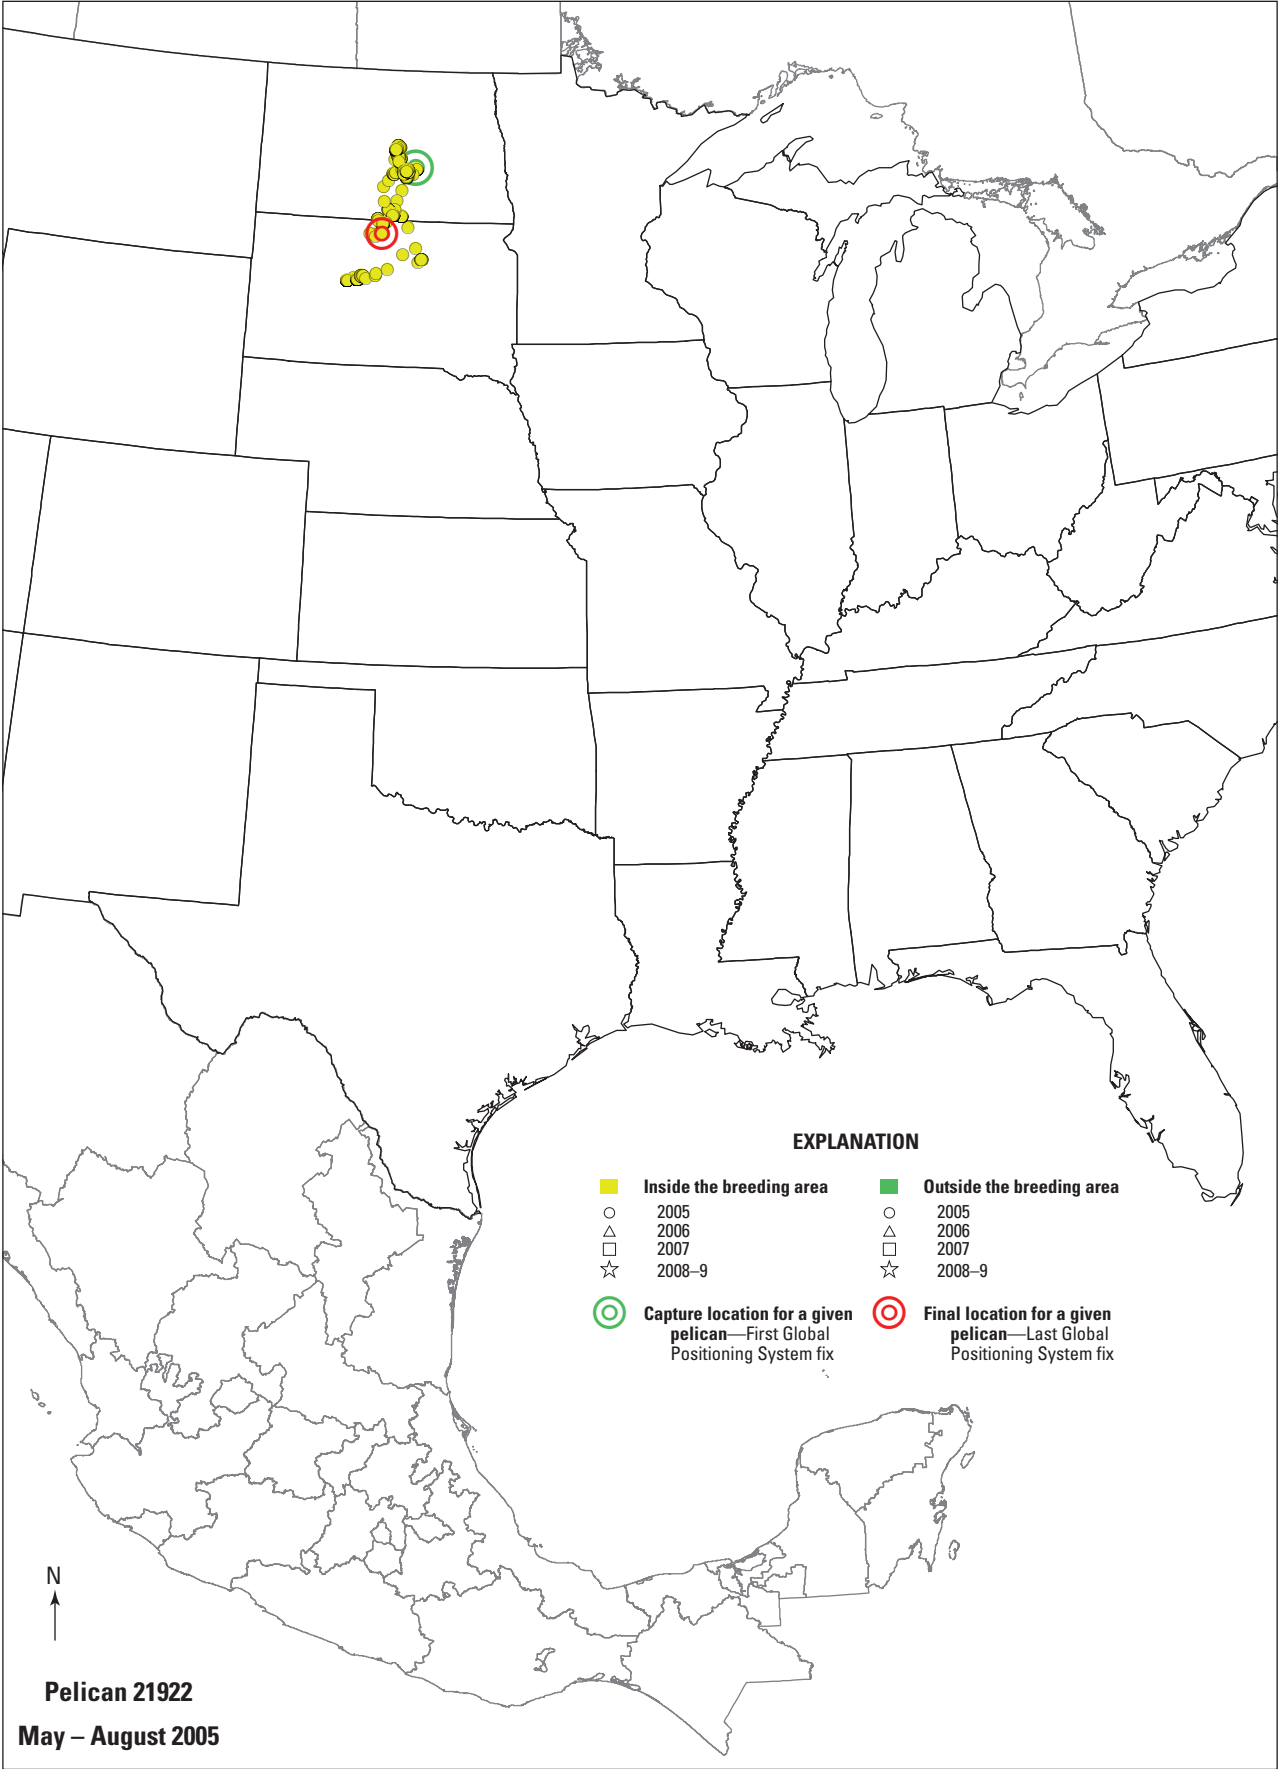 EXPLANATION
Inside the breeding area
2005
2006
2007
2008–9
Capture location for a given
pelican—First Global
Positioning System fix
Outside the breeding area
2005
2006
2007
2008–9
Final location for a given
pelican—Last Global
Positioning System fix
N
Pelican 21922
May – August 2005